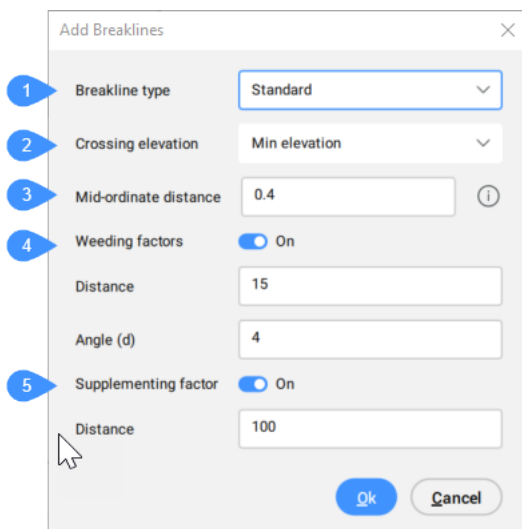 Add Breaklines
1 Breakline type Standard
2 Crossing elevation Min elevation
3 Mid-ordinate distance 0.4 i
4 Weeding factors On
Distance 15
Angle (d) 4
5 Supplementing factor On
Distance 100
Ok Cancel